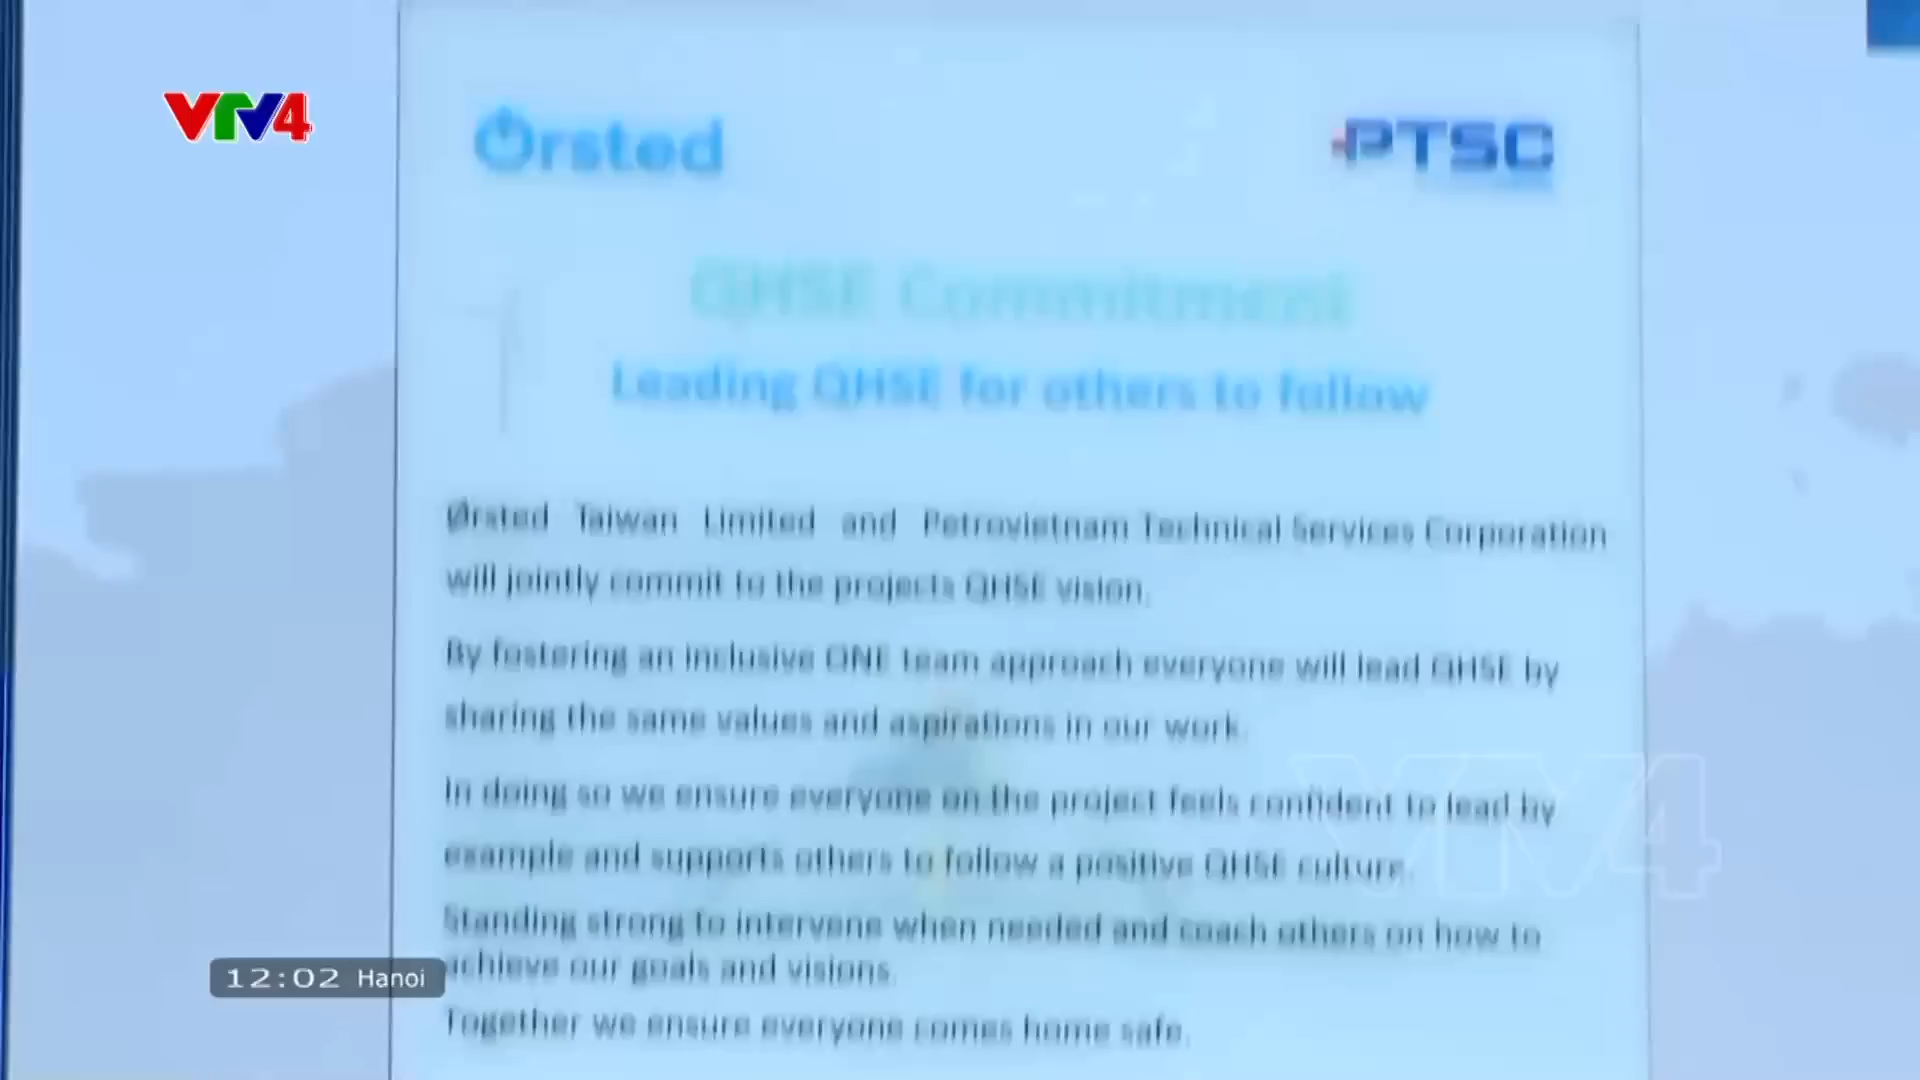 VTV4
Ørsted
PTSC
QHSE Commitment
Leading QHSE for others to follow
Ørsted Taiwan Limited and Petrovietnam Technical Services Corporation
will jointly commit to the projects QHSE vision.
By fostering an inclusive ONE team approach everyone will lead QHSE by
sharing the same values and aspirations in our work.
In doing so we ensure everyone on the project feels confident to lead by
example and supports others to follow a positive QHSE culture.
VTV4
Standing strong to intervene when needed and coach others on how to
achieve our goals and visions.
12:02 Hanoi
Together we ensure everyone comes home safe.